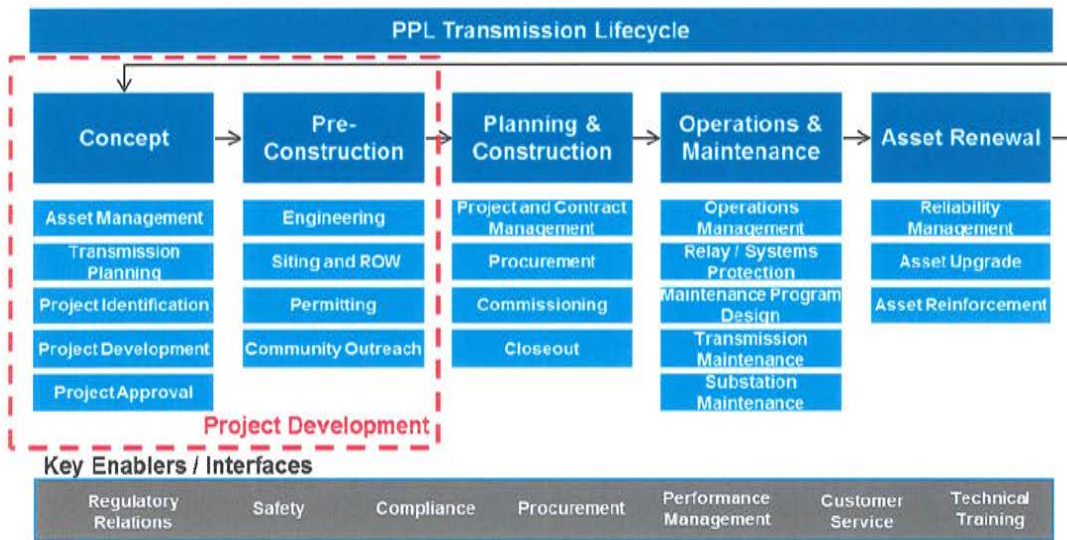 PPL Transmission Lifecycle
Concept
Pre-
Construction
Planning &
Construction
Operations &
Maintenance
Asset Renewal
Asset Management
Transmission
Planning
Project Identification
Project Development
Project Approval
Engineering
Siting and ROW
Permitting
Community Outreach
Project and Contract
Management
Procurement
Commissioning
Closeout
Operations
Management
Relay / Systems
Protection
Maintenance Program
Design
Transmission
Maintenance
Substation
Maintenance
Reliability
Management
Asset Upgrade
Asset Reinforcement
Project Development
Key Enablers / Interfaces
Regulatory
Relations
Safety
Compliance
Procurement
Performance
Management
Customer
Service
Technical
Training